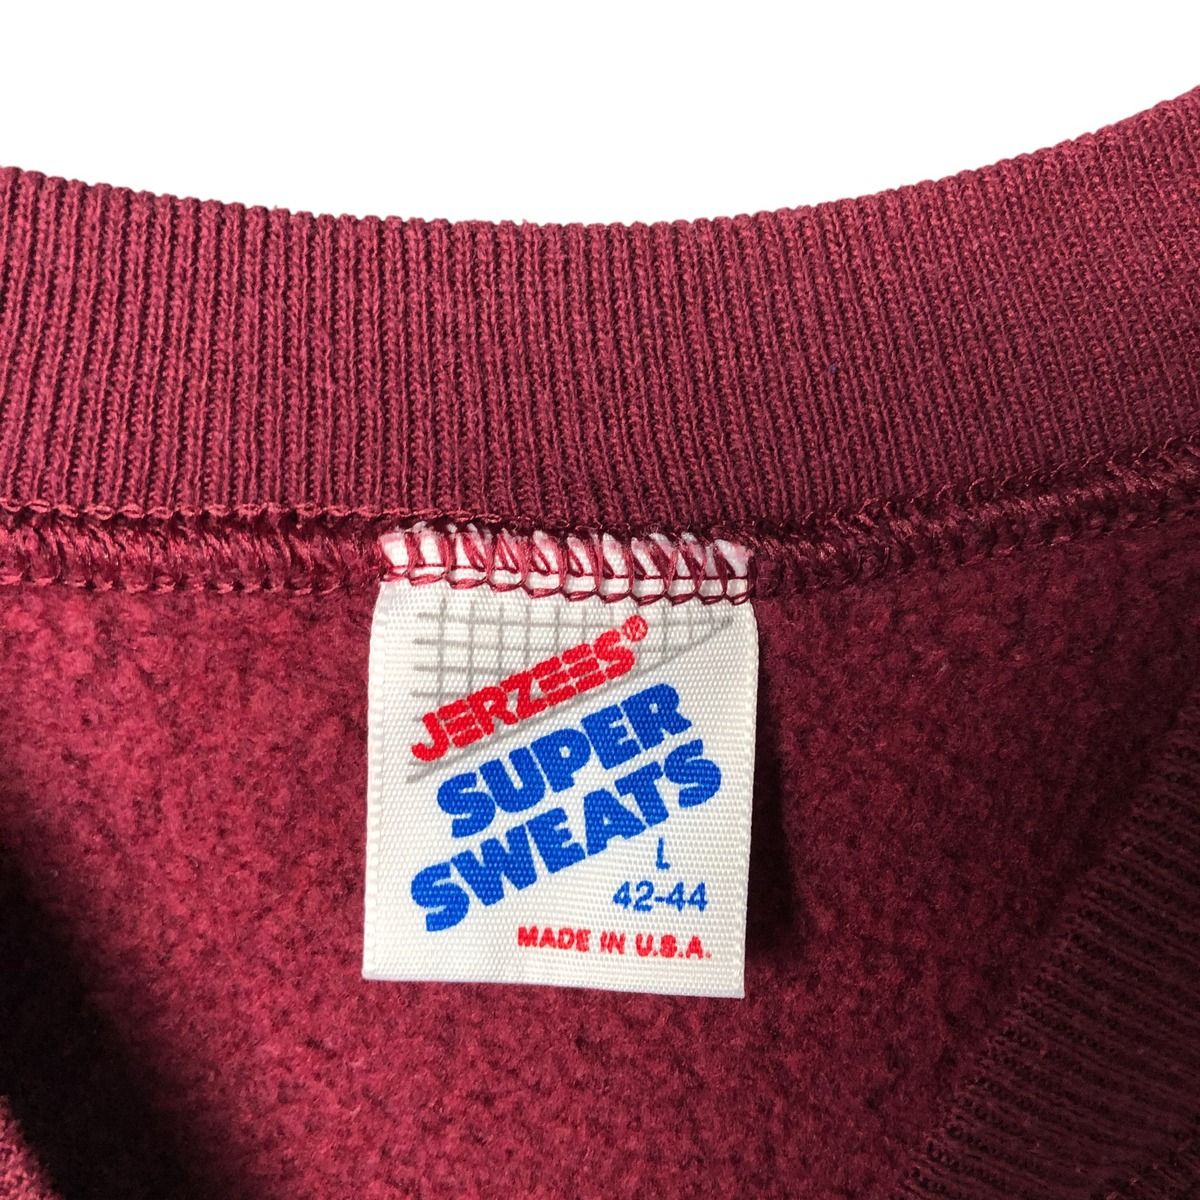 JERZEES®
SUPER
SWEATS
L
42-44
MADE IN U.S.A.